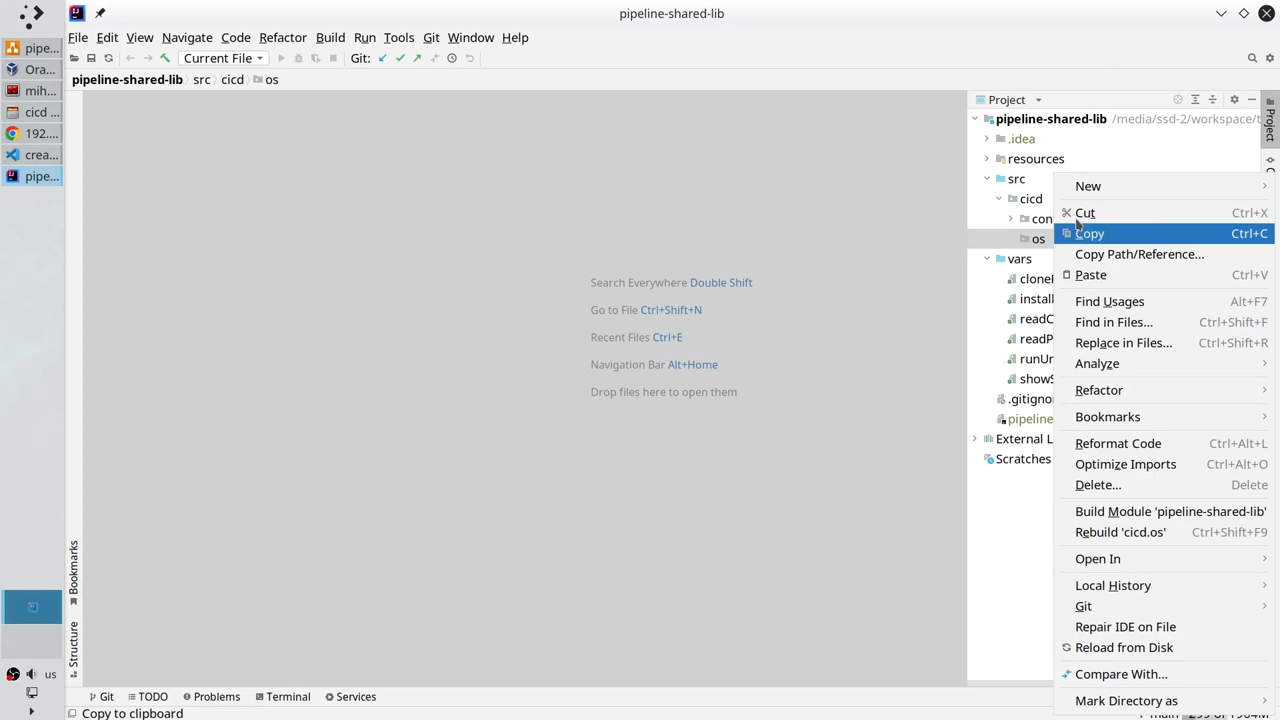 pipeline-shared-lib
File Edit View Navigate Code Refactor Build Run Tools Git Window Help
Current File Git:
pipeline-shared-lib src cicd os
pipe...
Ora...
mih...
cicd ...
192....
crea...
pipe...
us
Project
pipeline-shared-lib /media/ssd-2/workspace/t
.idea
resources
src
cicd
con
os
vars
clone
install
readC
readP
runU
showS
.gitigno
pipeline
External L
Scratches
Project
New
Cut Ctrl+X
Copy Ctrl+C
Copy Path/Reference...
Paste Ctrl+V
Find Usages Alt+F7
Find in Files... Ctrl+Shift+F
Replace in Files... Ctrl+Shift+R
Analyze
Refactor
Bookmarks
Reformat Code Ctrl+Alt+L
Optimize Imports Ctrl+Alt+O
Delete... Delete
Build Module 'pipeline-shared-lib'
Rebuild 'cicd.os' Ctrl+Shift+F9
Open In
Local History
Git
Repair IDE on File
Reload from Disk
Compare With...
Mark Directory as
Search Everywhere Double Shift
Go to File Ctrl+Shift+N
Recent Files Ctrl+E
Navigation Bar Alt+Home
Drop files here to open them
Bookmarks
Structure
Git TODO Problems Terminal Services
Copy to clipboard